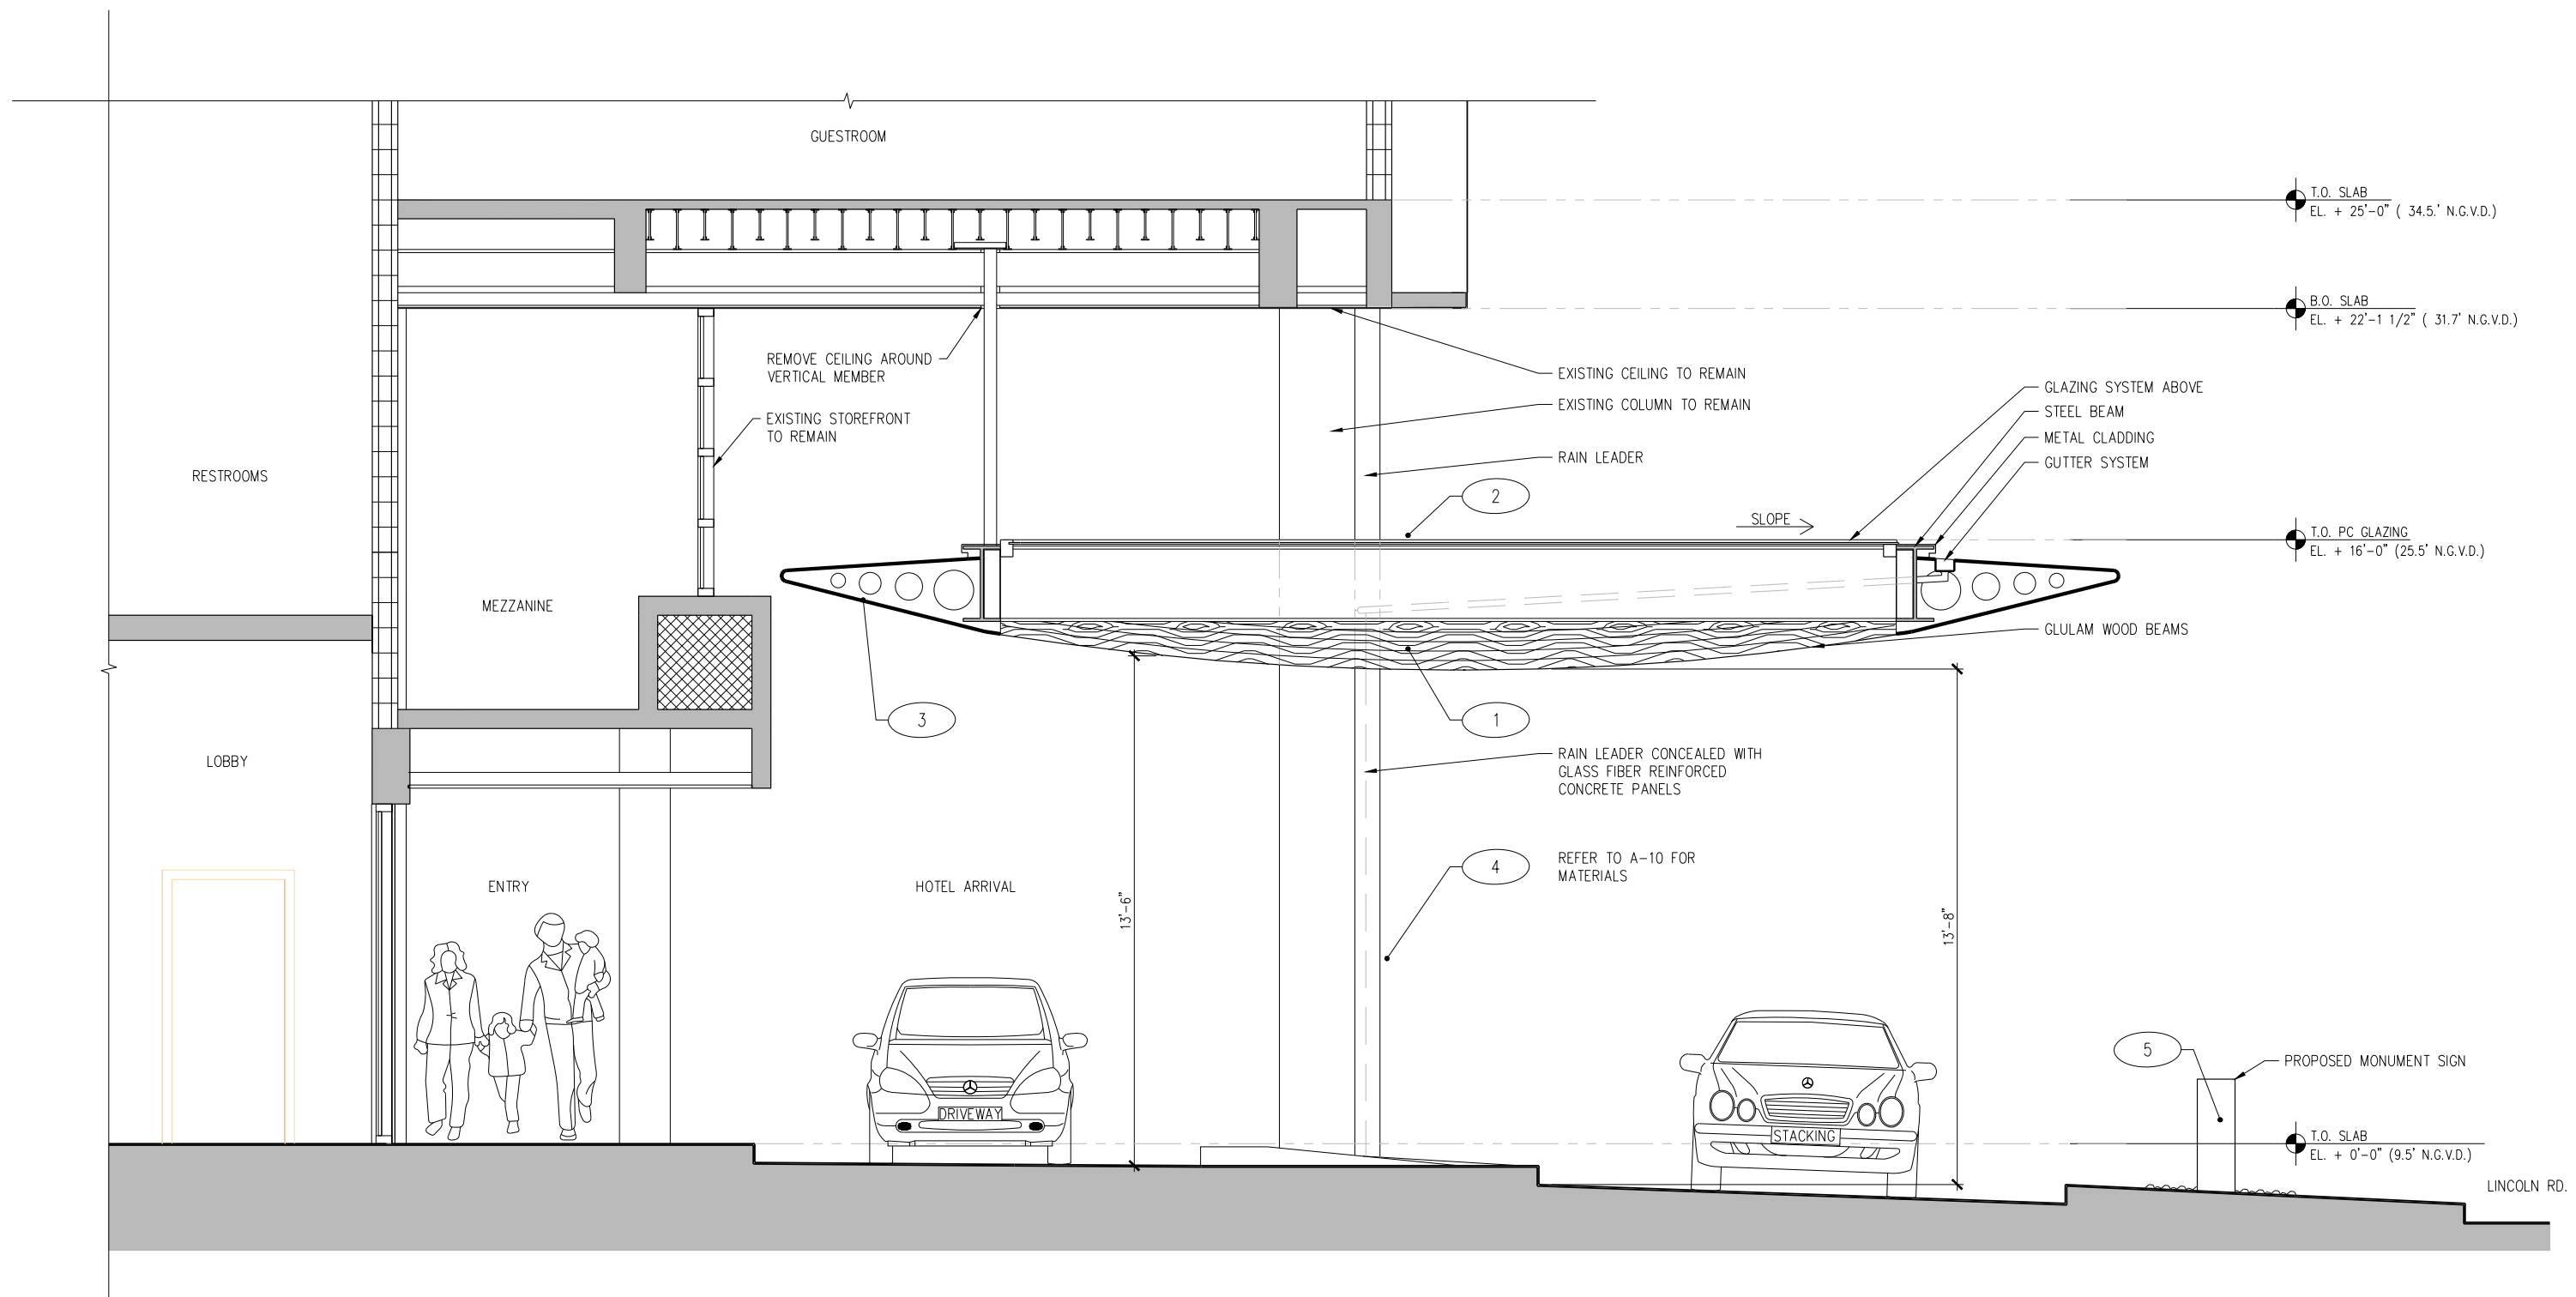 GUESTROOM
T.O. SLAB
EL. + 25'-0" ( 34.5.' N.G.V.D.)
B.O. SLAB
EL. + 22'-1 1/2" ( 31.7' N.G.V.D.)
REMOVE CEILING AROUND
VERTICAL MEMBER
EXISTING CEILING TO REMAIN
GLAZING SYSTEM ABOVE
EXISTING COLUMN TO REMAIN
STEEL BEAM
EXISTING STOREFRONT
TO REMAIN
METAL CLADDING
RAIN LEADER
GUTTER SYSTEM
RESTROOMS
2
SLOPE
T.O. PC GLAZING
EL. + 16'-0" (25.5' N.G.V.D.)
MEZZANINE
GLULAM WOOD BEAMS
3
1
LOBBY
RAIN LEADER CONCEALED WITH
GLASS FIBER REINFORCED
CONCRETE PANELS
4
REFER TO A-10 FOR
MATERIALS
ENTRY
HOTEL ARRIVAL
13'-6"
13'-8"
5
PROPOSED MONUMENT SIGN
DRIVEWAY
STACKING
T.O. SLAB
EL. + 0'-0" (9.5' N.G.V.D.)
LINCOLN RD.